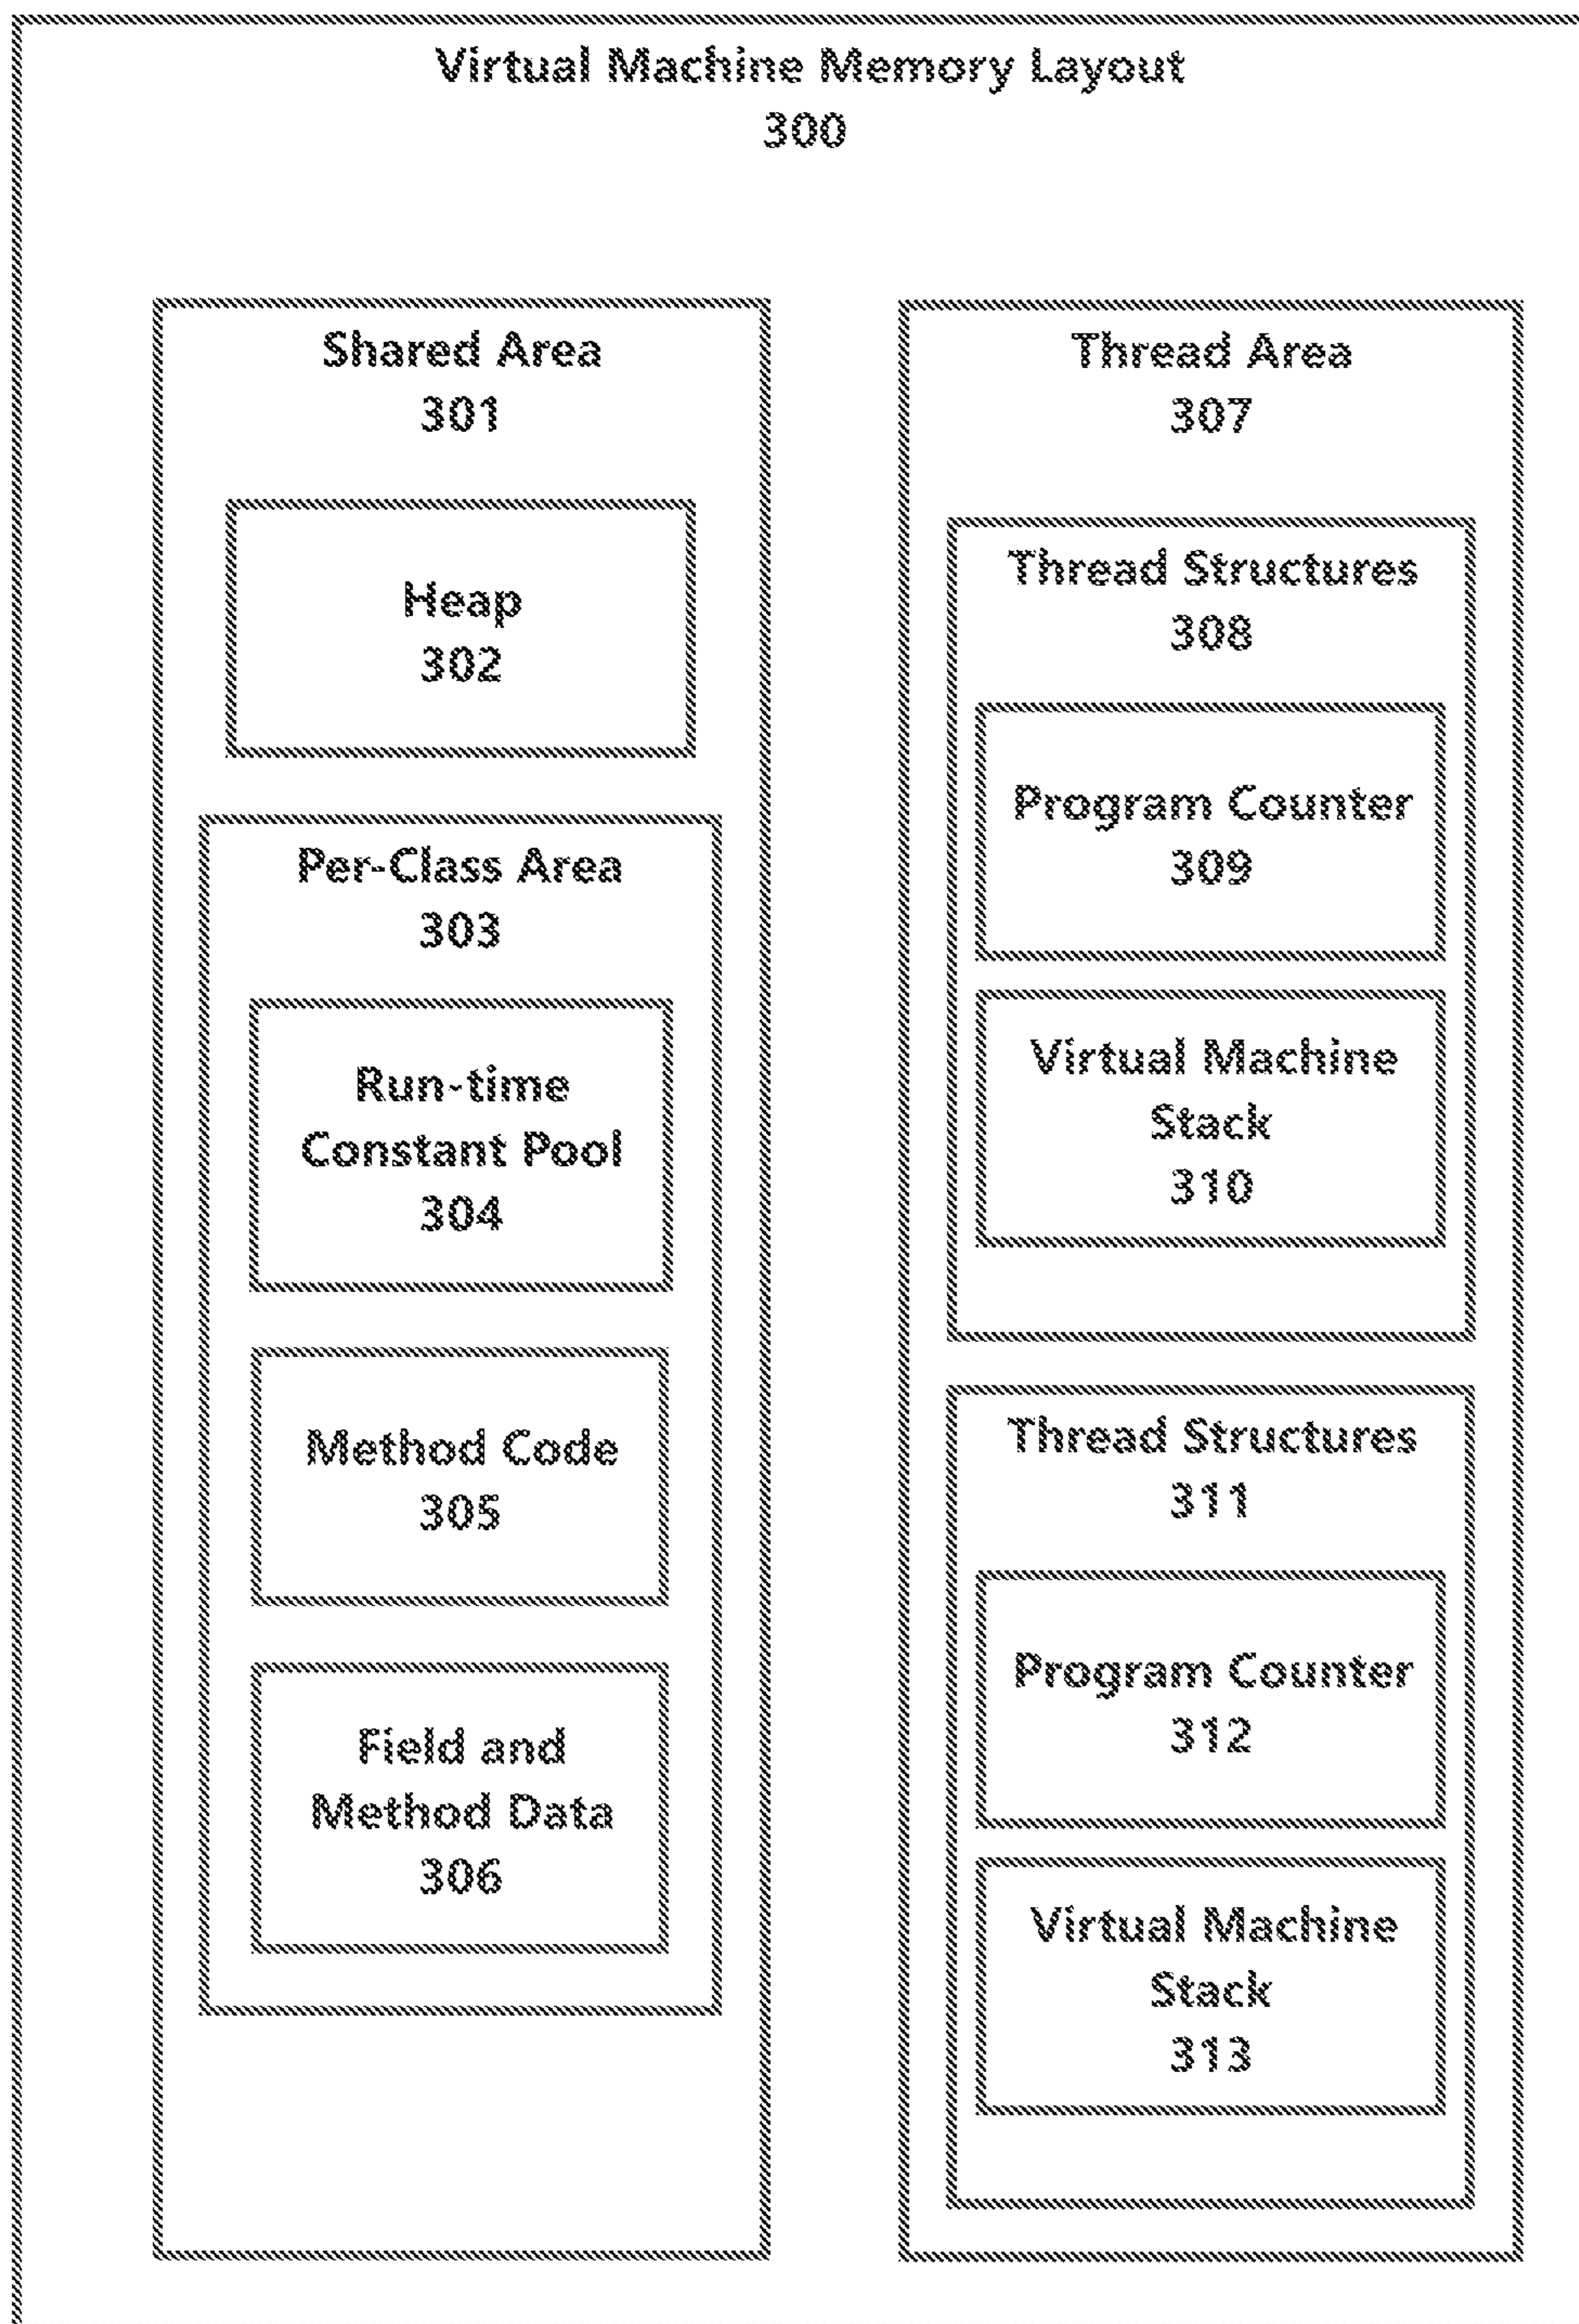 Virtual Machine Memory Layout
300
Shared Area
301
Heap
302
Per-Class Area
303
Run-time
Constant Pool
304
Method Code
305
Field and
Method Data
306
Thread Area
307
Thread Structures
308
Program Counter
309
Virtual Machine
Stack
310
Thread Structures
311
Program Counter
312
Virtual Machine
Stack
313